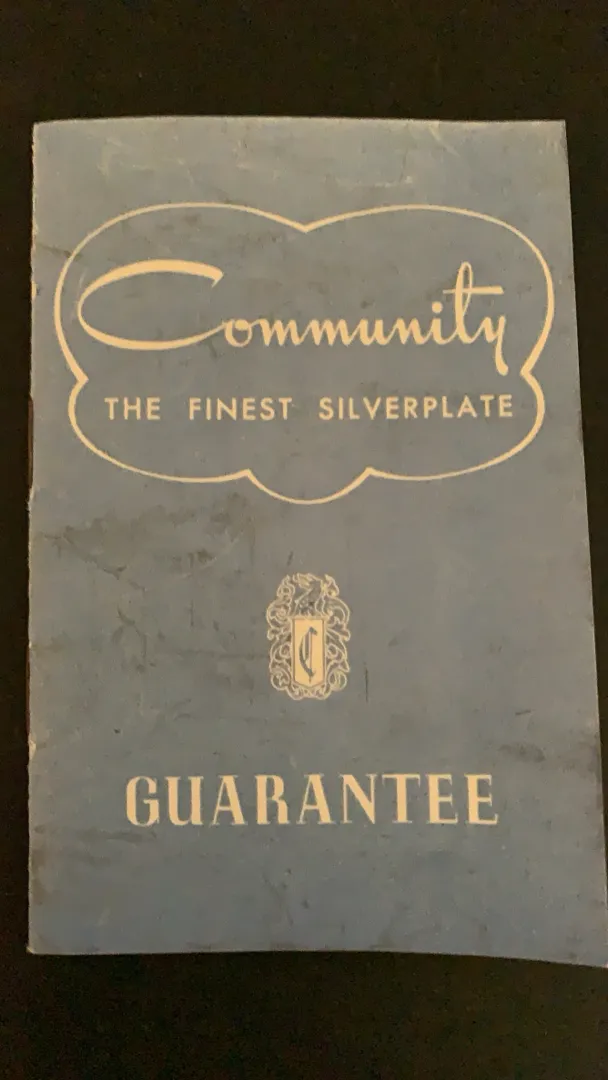 Community
THE FINEST SILVERPLATE
C
GUARANTEE